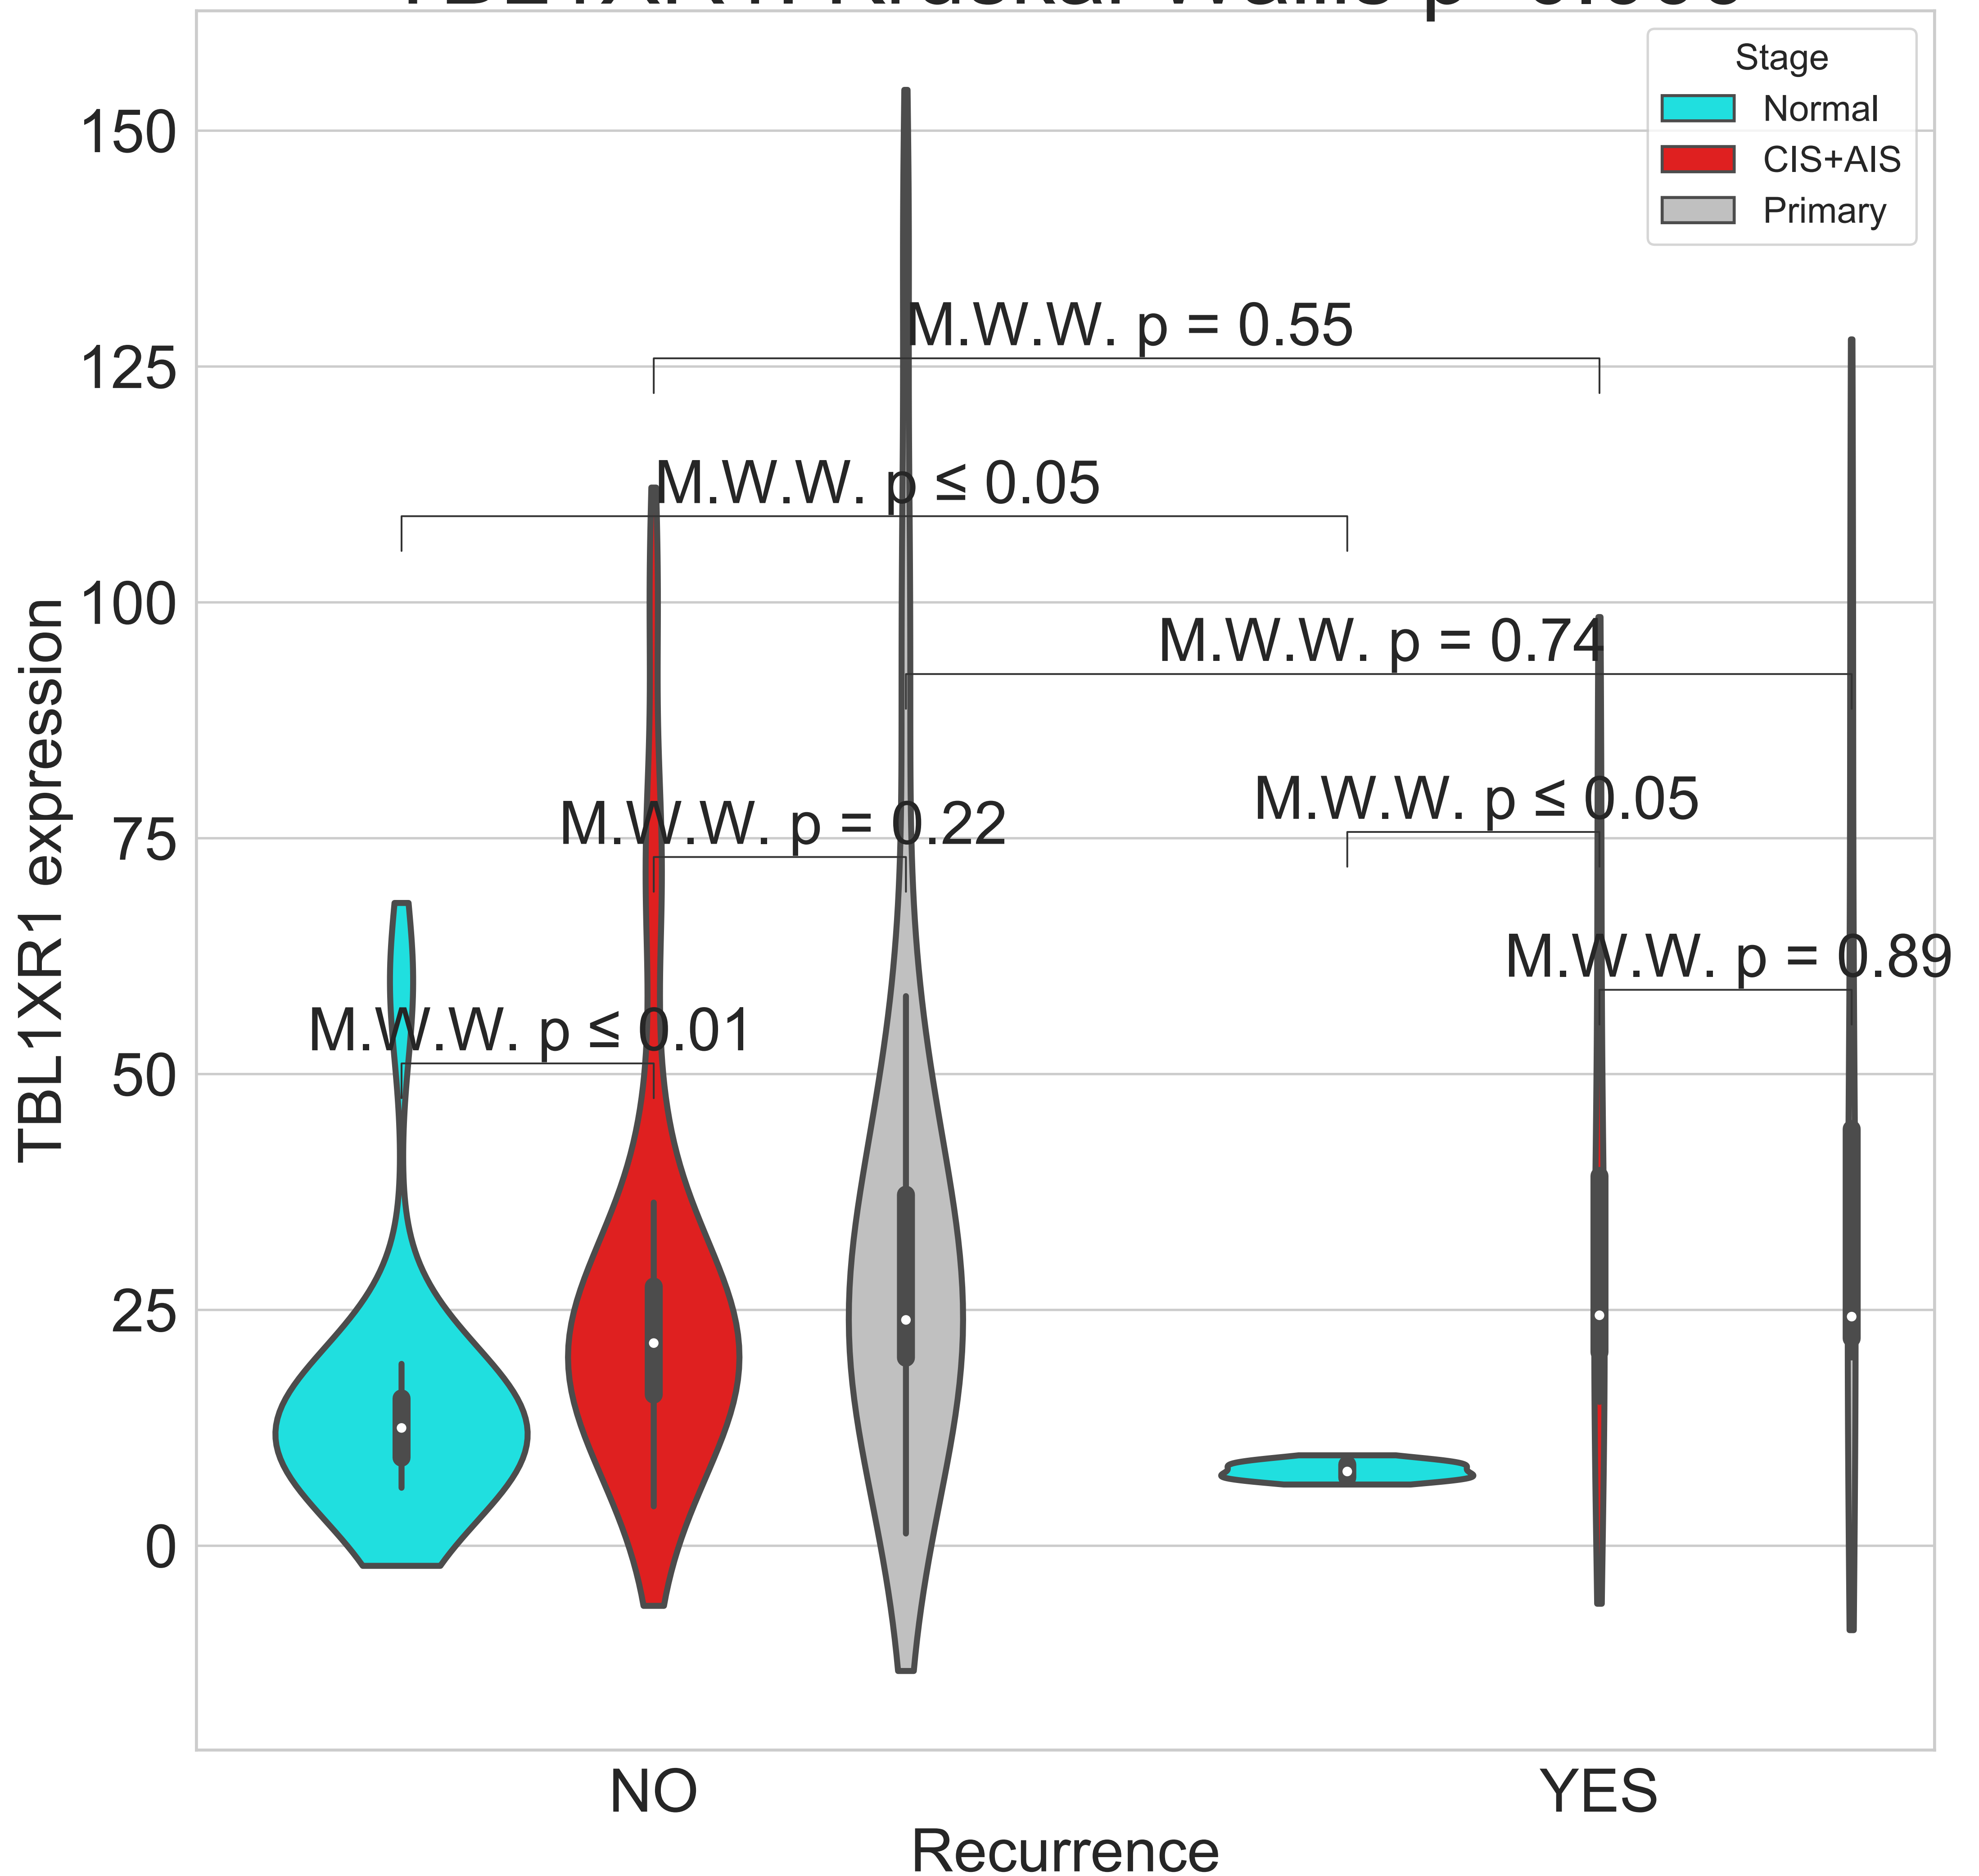 Stage
Normal
CIS+AIS
Primary
150
125
100
75
50
25
0
TBL1XR1 expression
M.W.W. p = 0.55
M.W.W. p ≤ 0.05
M.W.W. p = 0.74
M.W.W. p = 0.22
M.W.W. p ≤ 0.05
M.W.W. p ≤ 0.01
M.W.W. p = 0.89
NO
YES
Recurrence